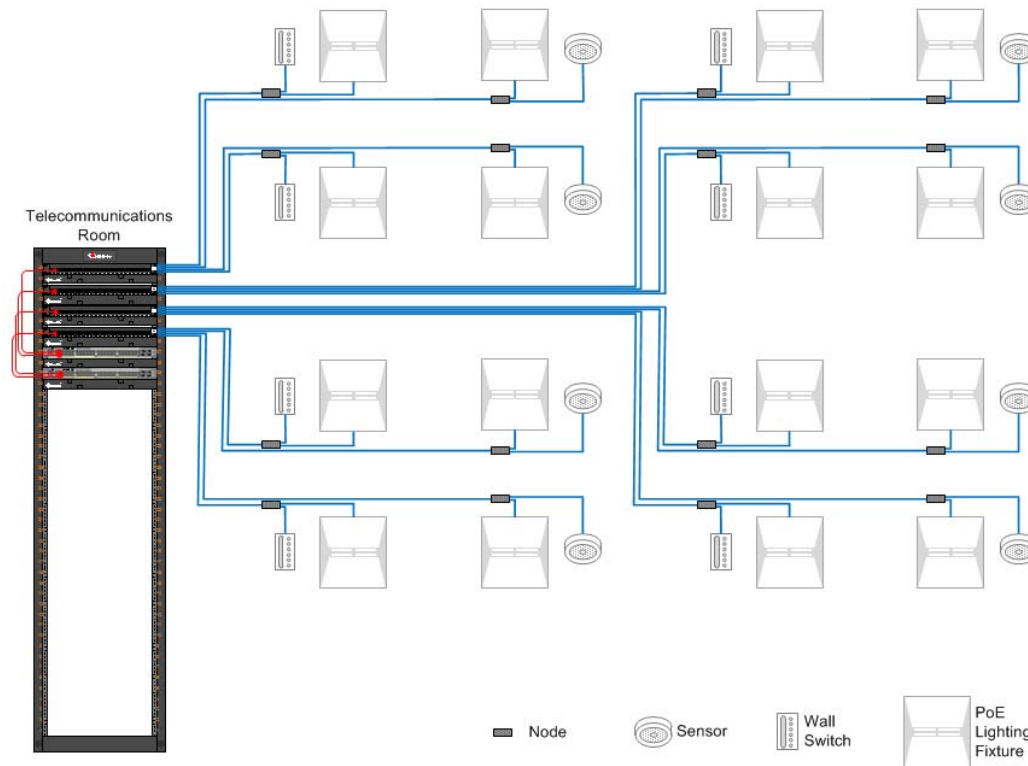 Telecommunications
Room
Node
Sensor
Wall
Switch
PoE
Lighting
Fixture